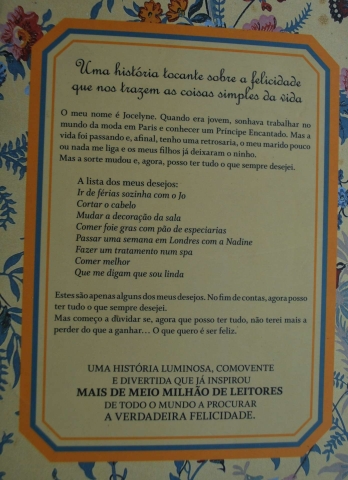 Uma história tocante sobre a felicidade
que nos trazem as coisas simples da vida
O meu nome é Jocelyne. Quando era jovem, sonhava trabalhar no
mundo da moda em Paris e conhecer um Príncipe Encantado. Mas a
vida foi passando e, afinal, tenho uma retrosaria, o meu marido pouco
ou nada me liga e os meus filhos já deixaram o ninho.
Mas a sorte mudou e, agora, posso ter tudo o que sempre desejei.
A lista dos meus desejos:
Ir de férias sozinha com o Jo
Cortar o cabelo
Mudar a decoração da sala
Comer foie gras com pão de especiarias
Passar uma semana em Londres com a Nadine
Fazer um tratamento num spa
Comer melhor
Que me digam que sou linda
Estes são apenas alguns dos meus desejos. No fim de contas, agora posso
ter tudo o que sempre desejei.
Mas começo a duvidar se, agora que posso ter tudo, não terei mais a
perder do que a ganhar... O que quero é ser feliz.
UMA HISTÓRIA LUMINOSA, COMOVENTE
E DIVERTIDA QUE JÁ INSPIROU
MAIS DE MEIO MILHÃO DE LEITORES
DE TODO O MUNDO A PROCURAR
A VERDADEIRA FELICIDADE.